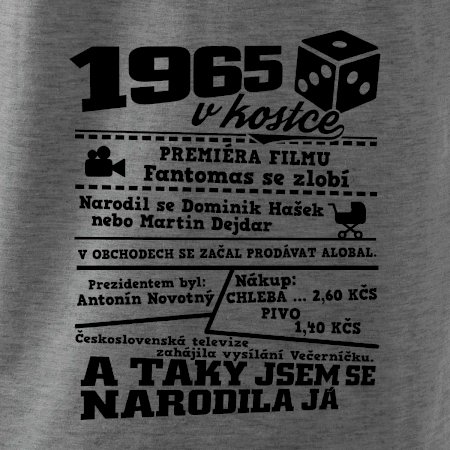 1965
v kostce
PREMIÉRA FILMU
Fantomas se zlobí
Narodil se Dominik Hašek
nebo Martin Dejdar
V OBCHODECH SE ZAČAL PRODÁVAT ALOBAL.
Prezidentem byl:
Antonín Novotný
Nákup:
CHLEBA ... 2,60 KČS
PIVO
1,40 KČS
Československá televize
zahájila vysílání Večerníčku.
A TAKY JSEM SE
NARODILA JÁ